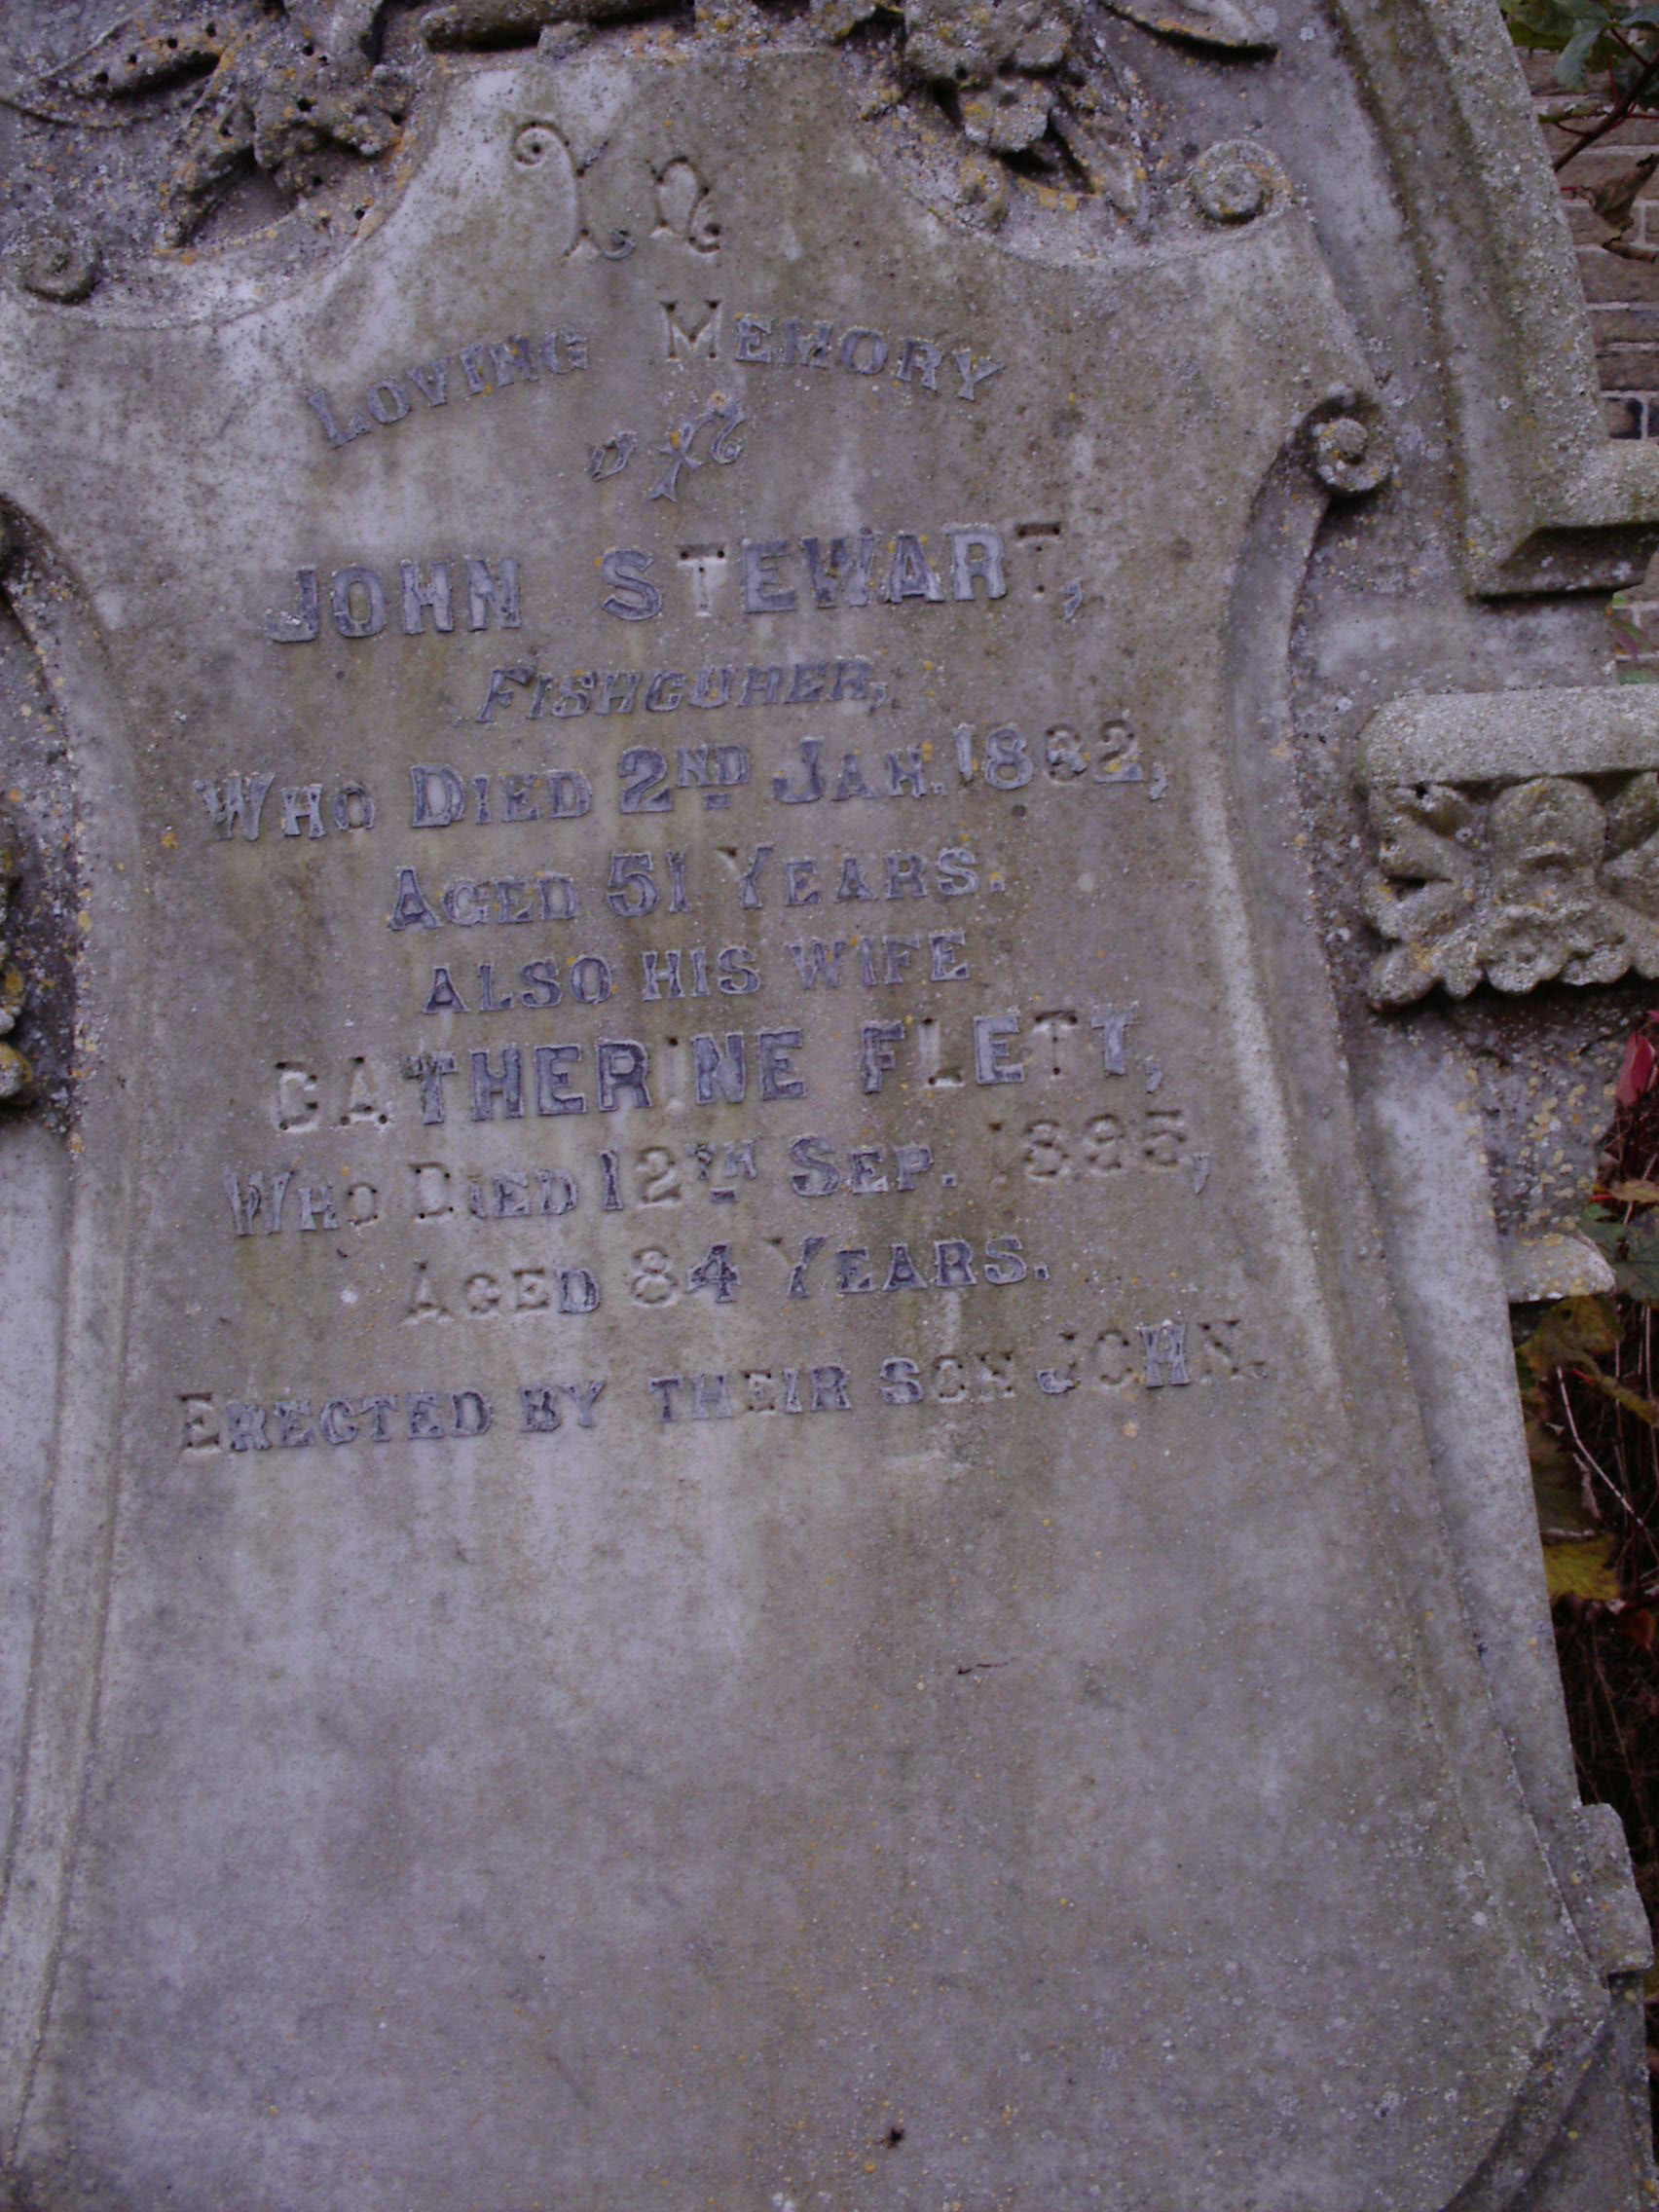 In
LOVING MEMORY
of
JOHN STEWART,
FISHCURER,
WHO DIED 2ND JAN. 1882,
AGED 51 YEARS.
ALSO HIS WIFE
CATHERINE FLETT,
WHO DIED 12TH SEP. 1895,
AGED 84 YEARS.
ERECTED BY THEIR SON JOHN.